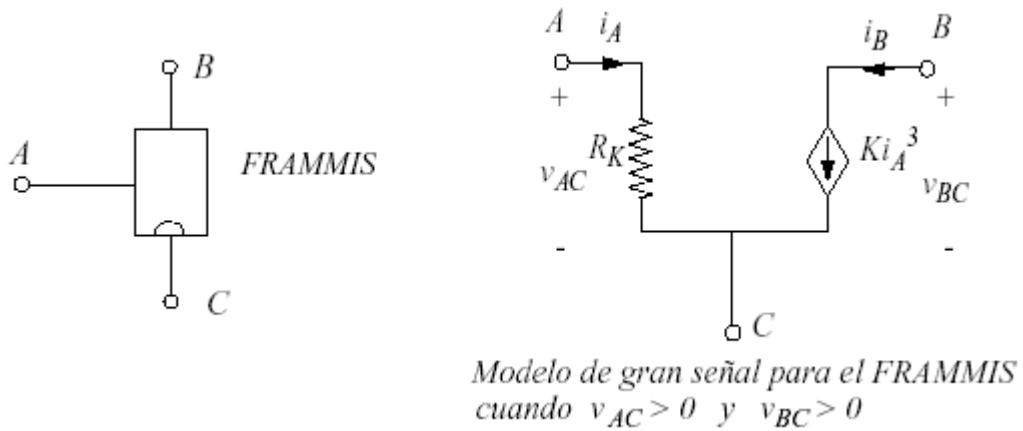 B
A
FRAMMIS
C
A
i_A
i_B
B
+
+
R_K
Ki_A^3
v_AC
v_BC
-
-
C
Modelo de gran señal para el FRAMMIS
cuando v_AC > 0 y v_BC > 0